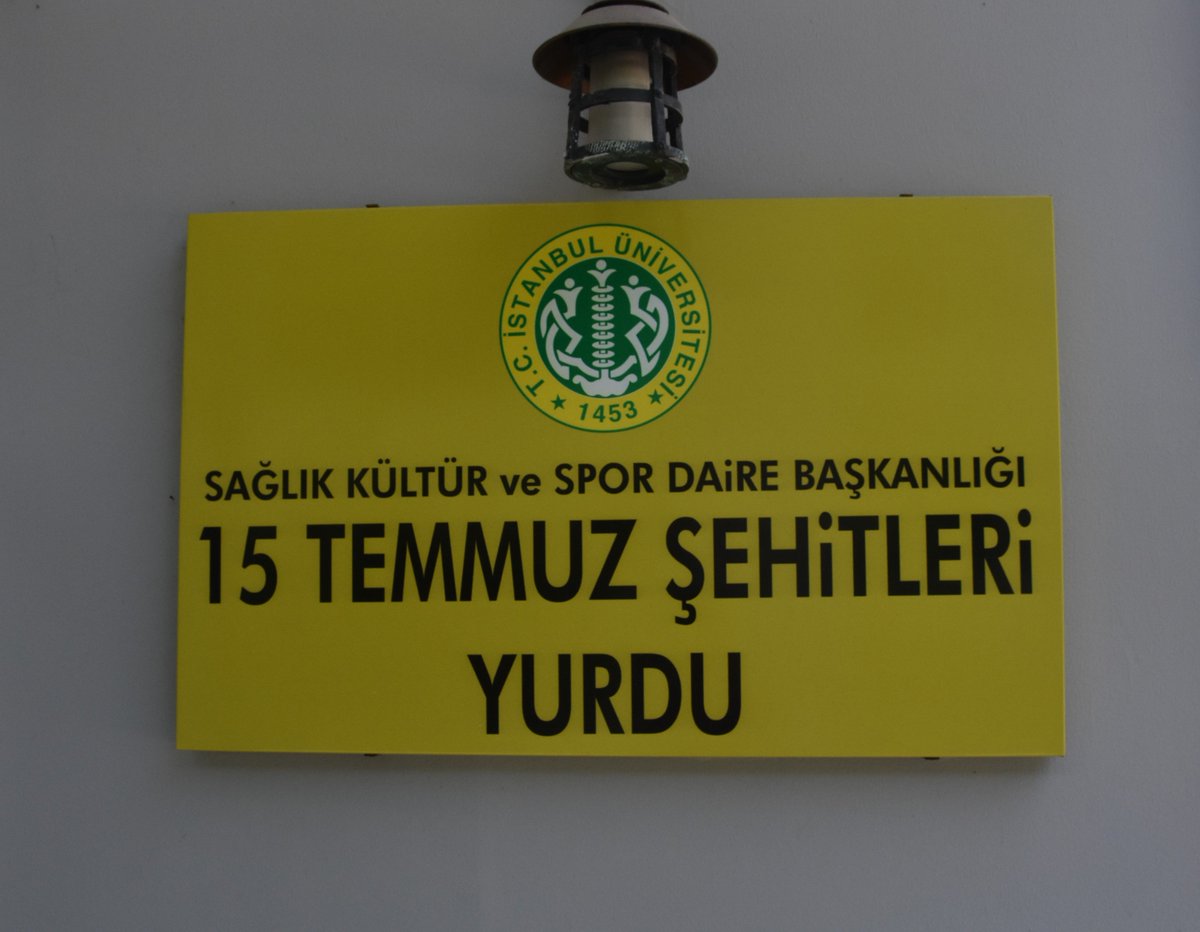 T.C. İSTANBUL ÜNİVERSİTESİ
★ 1453 ★
SAĞLIK KÜLTÜR ve SPOR DAiRE BAŞKANLIĞI
15 TEMMUZ ŞEHiTLERi
YURDU